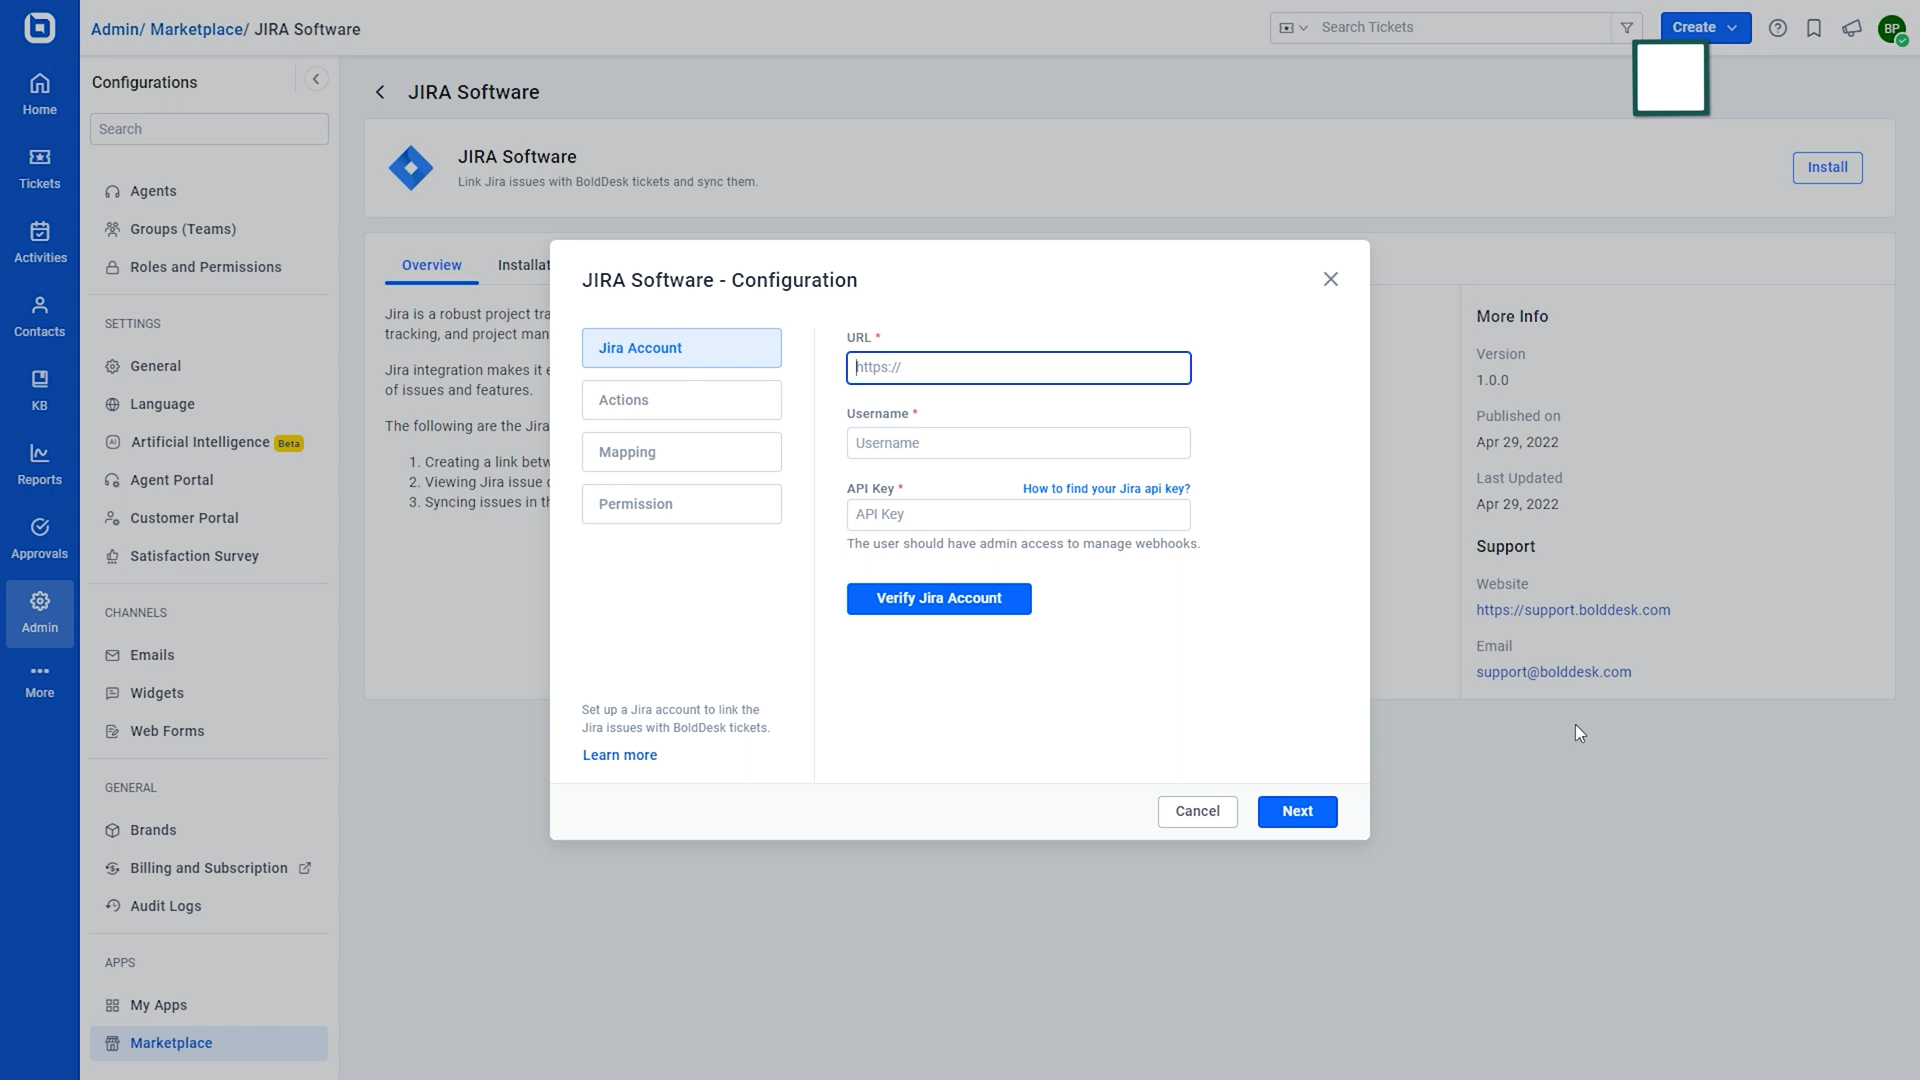 Admin/ Marketplace/ JIRA Software
Search Tickets
Create
BP
Home
Tickets
Activities
Contacts
KB
Reports
Approvals
Admin
More
Configurations
Search
Agents
Groups (Teams)
Roles and Permissions
SETTINGS
General
Language
Artificial Intelligence Beta
Agent Portal
Customer Portal
Satisfaction Survey
CHANNELS
Emails
Widgets
Web Forms
GENERAL
Brands
Billing and Subscription
Audit Logs
APPS
My Apps
Marketplace
JIRA Software
JIRA Software
Link Jira issues with BoldDesk tickets and sync them.
Install
Overview
Installat
Jira is a robust project tra
tracking, and project man
Jira integration makes it e
of issues and features.
The following are the Jira
1. Creating a link betw
2. Viewing Jira issue
3. Syncing issues in th
JIRA Software - Configuration
Jira Account
Actions
Mapping
Permission
Set up a Jira account to link the
Jira issues with BoldDesk tickets.
Learn more
URL *
https://
Username *
Username
API Key *
How to find your Jira api key?
API Key
The user should have admin access to manage webhooks.
Verify Jira Account
Cancel
Next
More Info
Version
1.0.0
Published on
Apr 29, 2022
Last Updated
Apr 29, 2022
Support
Website
https://support.bolddesk.com
Email
support@bolddesk.com